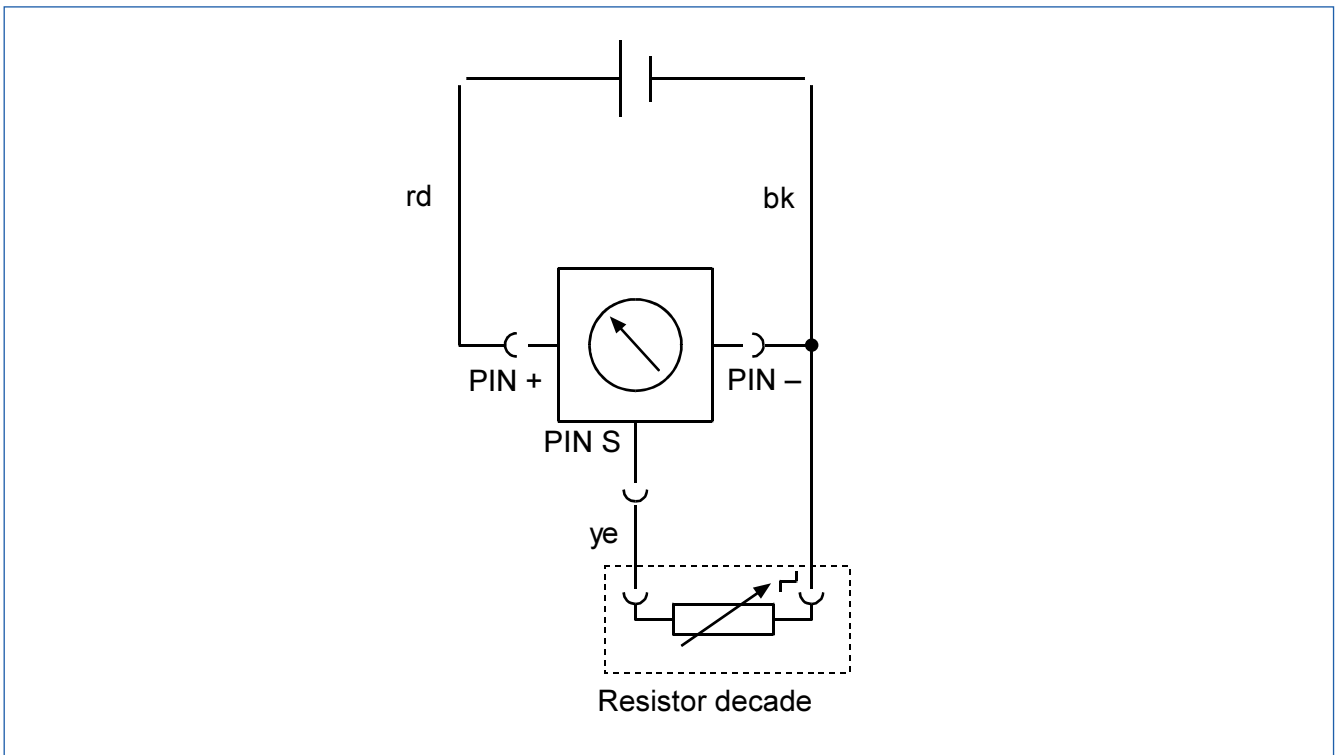 rd
bk
PIN +
PIN –
PIN S
ye
Resistor decade